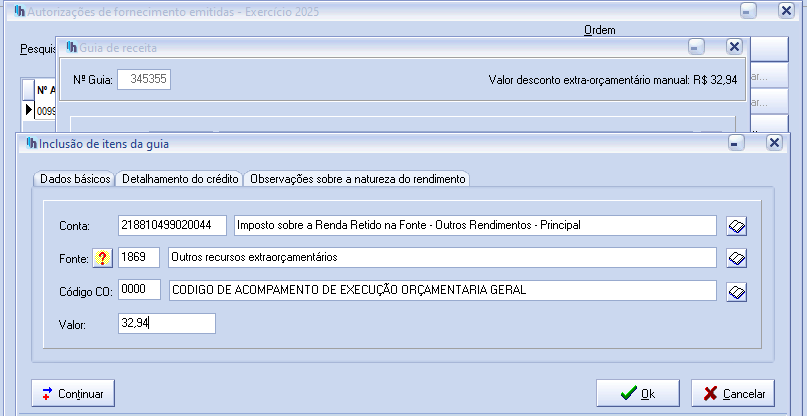 Autorizações de fornecimento emitidas - Exercício 2025
Ordem
Pesquis
Guia de receita
Nº Guia: 345355 Valor desconto extra-orçamentário manual: R$ 32,94
ar...
Nº A
ar...
0099
Inclusão de itens da guia
Dados básicos Detalhamento do crédito Observações sobre a natureza do rendimento
Conta: 218810499020044 Imposto sobre a Renda Retido na Fonte - Outros Rendimentos - Principal
Fonte: ? 1869 Outros recursos extraorçamentários
Código CO: 0000 CODIGO DE ACOMPAMENTO DE EXECUÇÃO ORÇAMENTARIA GERAL
Valor: 32,94
Continuar Ok Cancelar